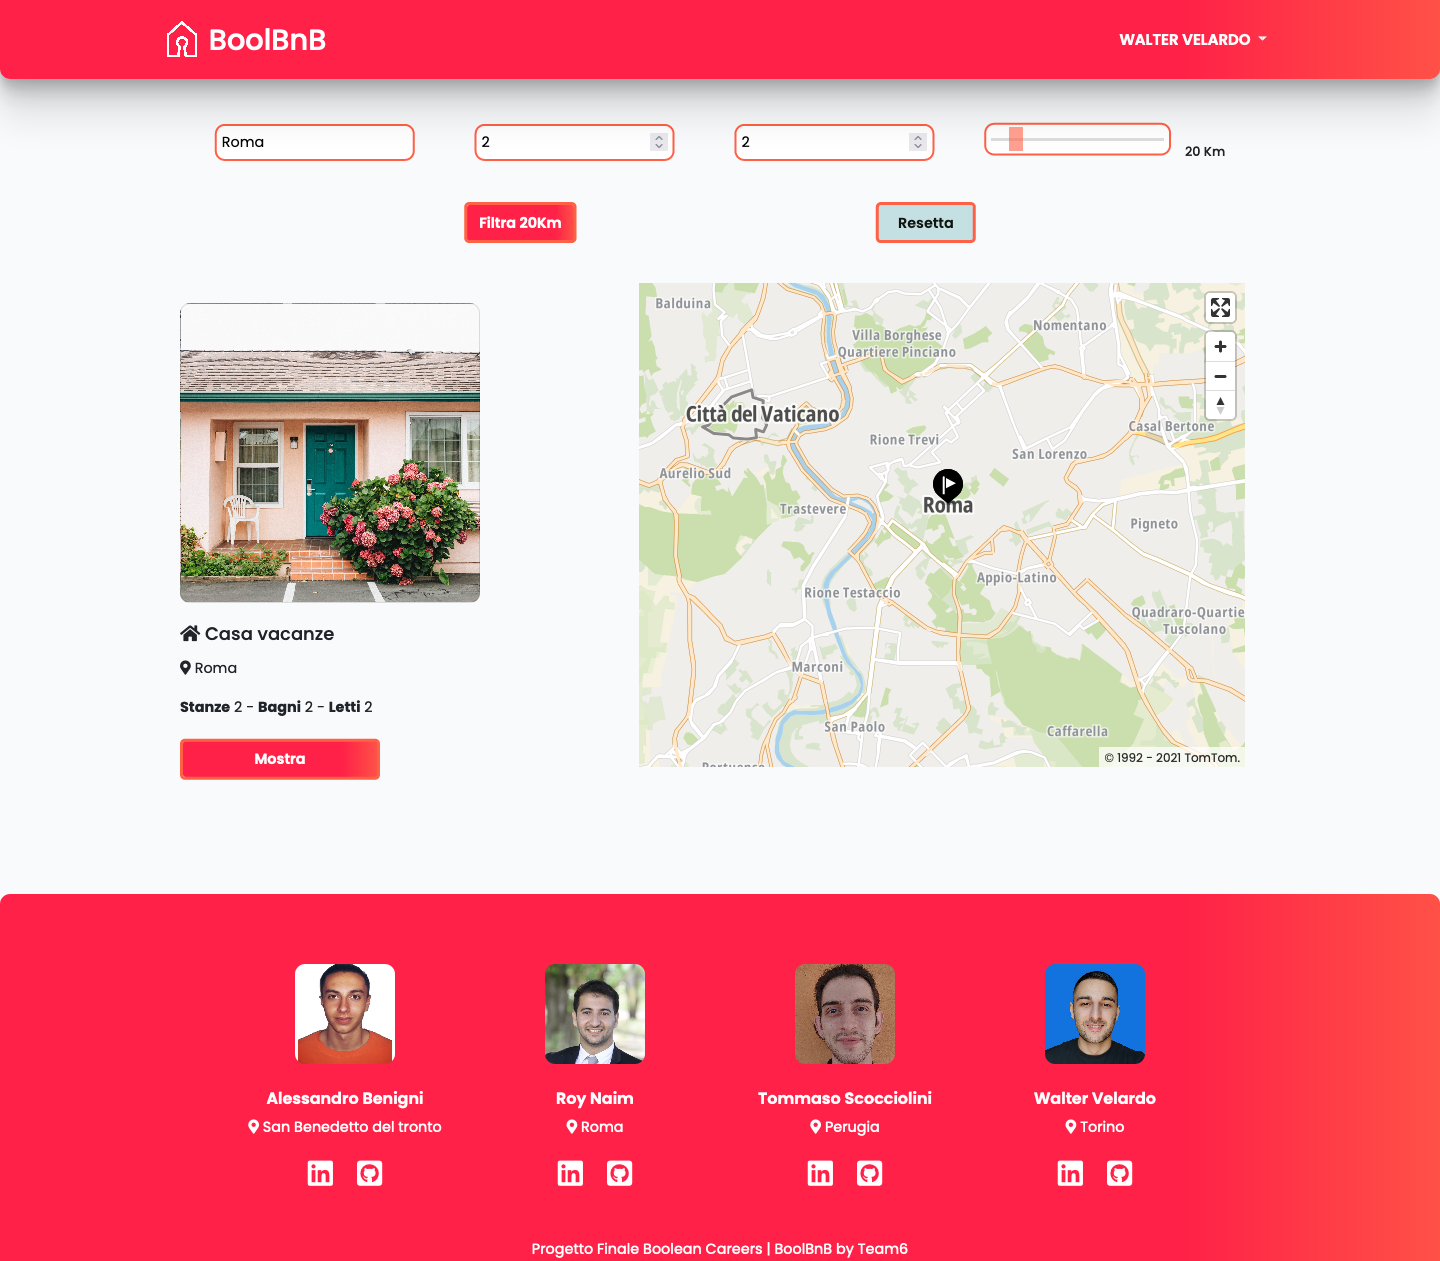 BoolBnB
WALTER VELARDO
Roma
2
2
20 Km
Filtra 20Km
Resetta
Balduina
Villa Borghese
Quartiere Pinciano
Nomentano
Città del Vaticano
Rione Trevi
Casal Bertone
San Lorenzo
Aurelio Sud
Trastevere
Roma
Pigneto
Appio-Latino
Rione Testaccio
Quadraro-Quartie
Tuscolano
Marconi
San Paolo
Caffarella
Portuense
© 1992 - 2021 TomTom.
Casa vacanze
Roma
Stanze 2 - Bagni 2 - Letti 2
Mostra
Alessandro Benigni
San Benedetto del tronto
Roy Naim
Roma
Tommaso Scocciolini
Perugia
Walter Velardo
Torino
Progetto Finale Boolean Careers | BoolBnB by Team6